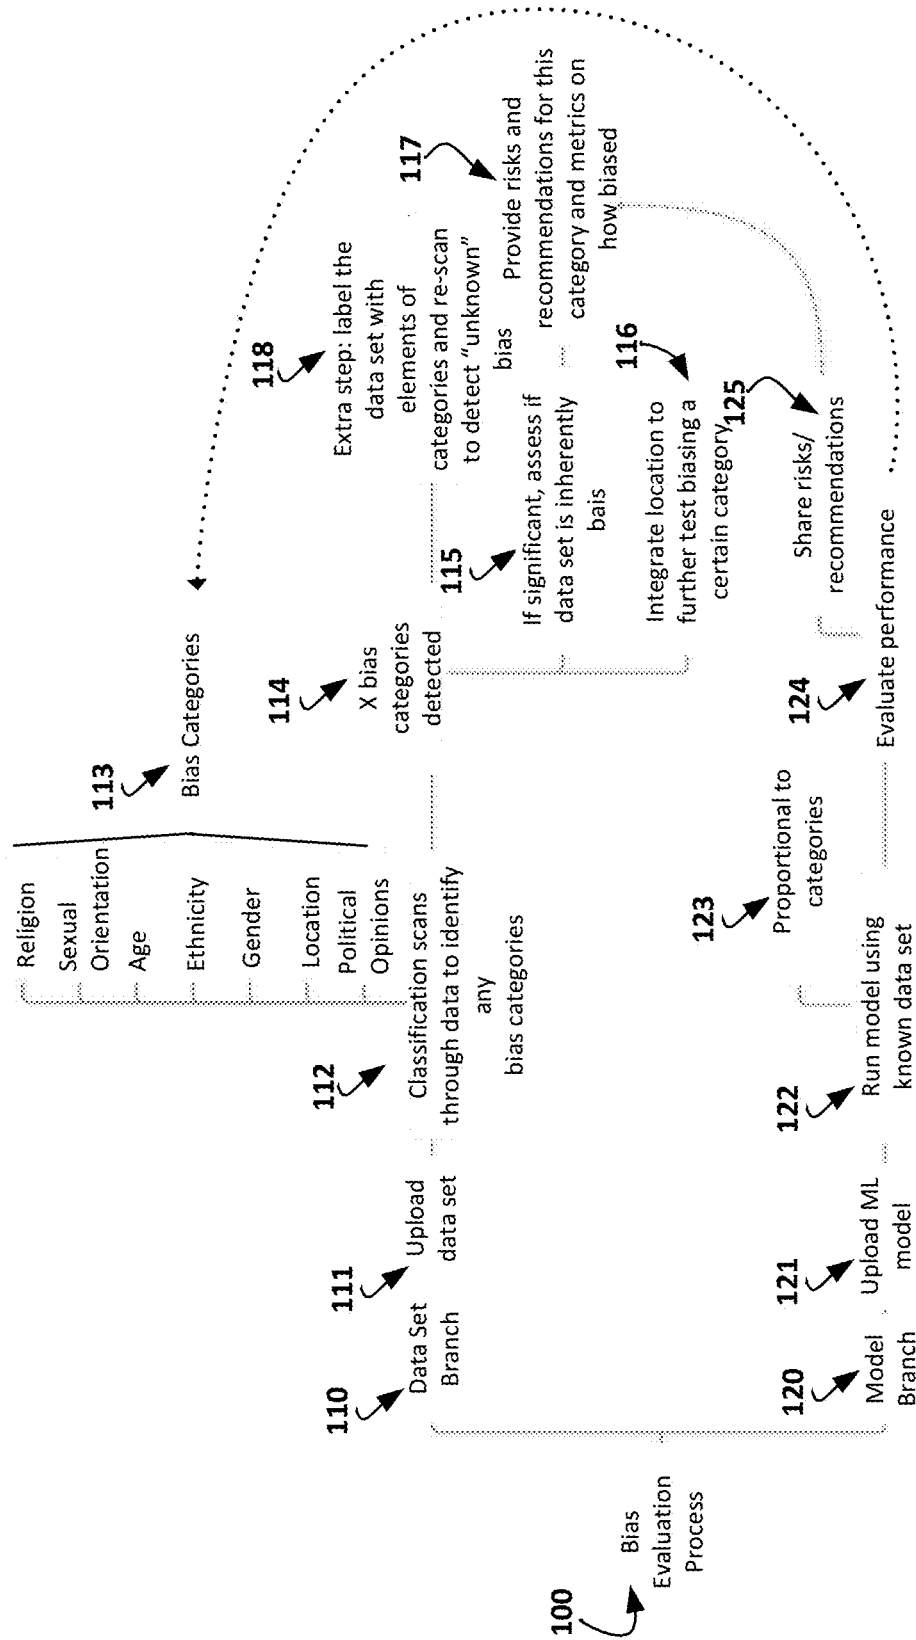 100
Bias
Evaluation
Process
110
Data Set
Branch
111
Upload
data set
112
Classification scans
through data to identify
any
bias categories
Religion
Sexual
Orientation
Age
Ethnicity
Gender
Location
Political
Opinions
113
Bias Categories
114
X bias
categories
detected
118
Extra step: label the
data set with
elements of
categories and re-scan
to detect “unknown”
bias
115
If significant, assess if
data set is inherently
bais
117
Provide risks and
recommendations for this
category and metrics on
how biased
116
Integrate location to
further test biasing a
certain category
120
Model
Branch
121
Upload ML
model
122
Run model using
known data set
123
Proportional to
categories
124
Evaluate performance
125
Share risks/
recommendations